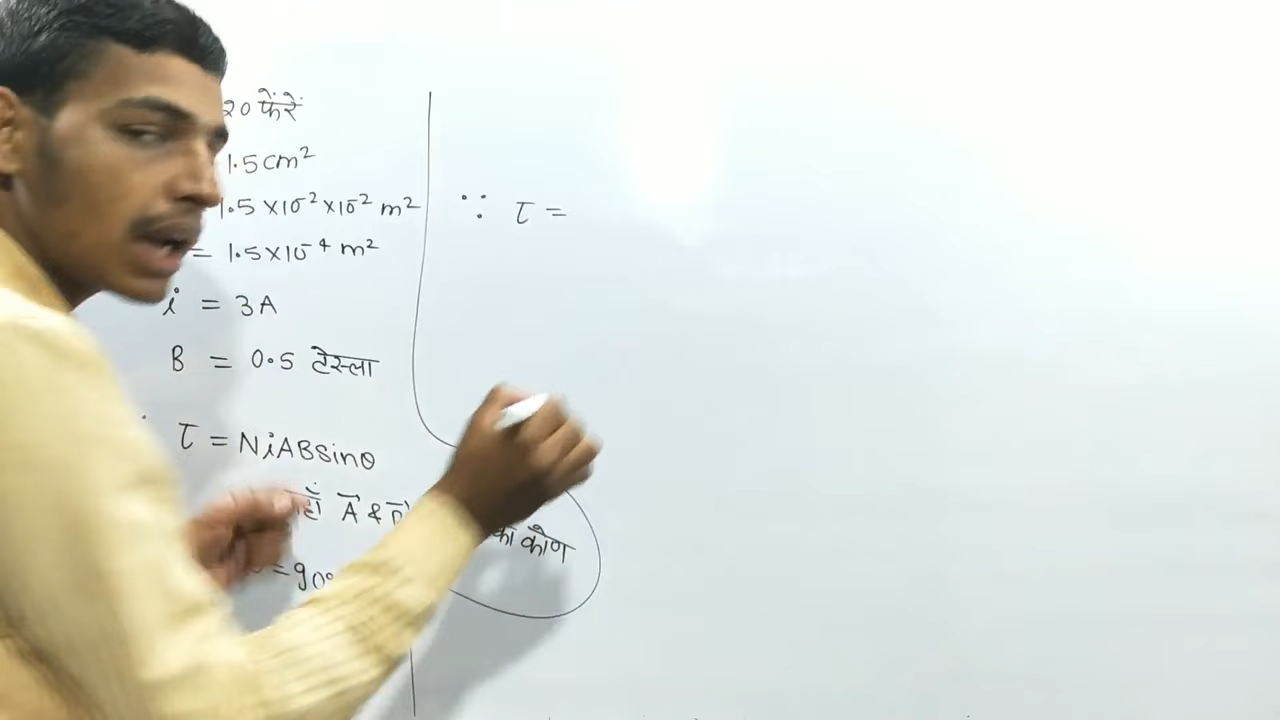 20 फेरें
1.5 cm²
1.5 ×10⁻² ×10⁻² m²
= 1.5×10⁻⁴ m²
i = 3A
B = 0.5 टेस्ला
τ = NiABsinθ
A⃗ &
का कोण
= 90°
∵ τ =